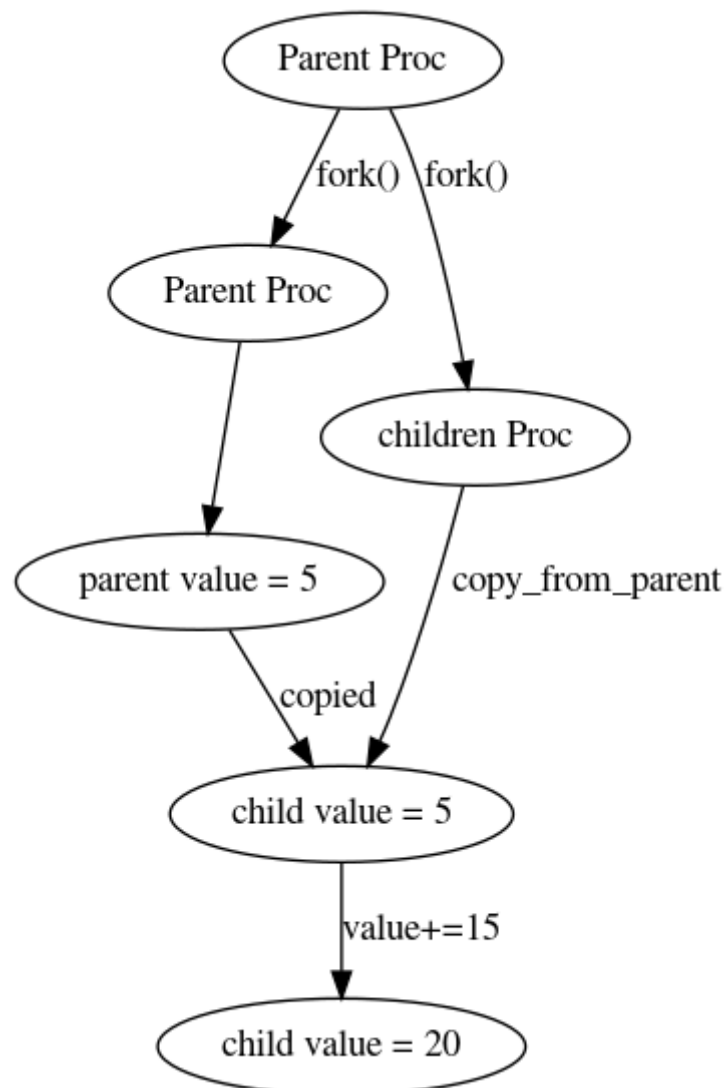 Parent Proc
fork() fork()
Parent Proc
children Proc
parent value = 5
copy_from_parent
copied
child value = 5
value+=15
child value = 20